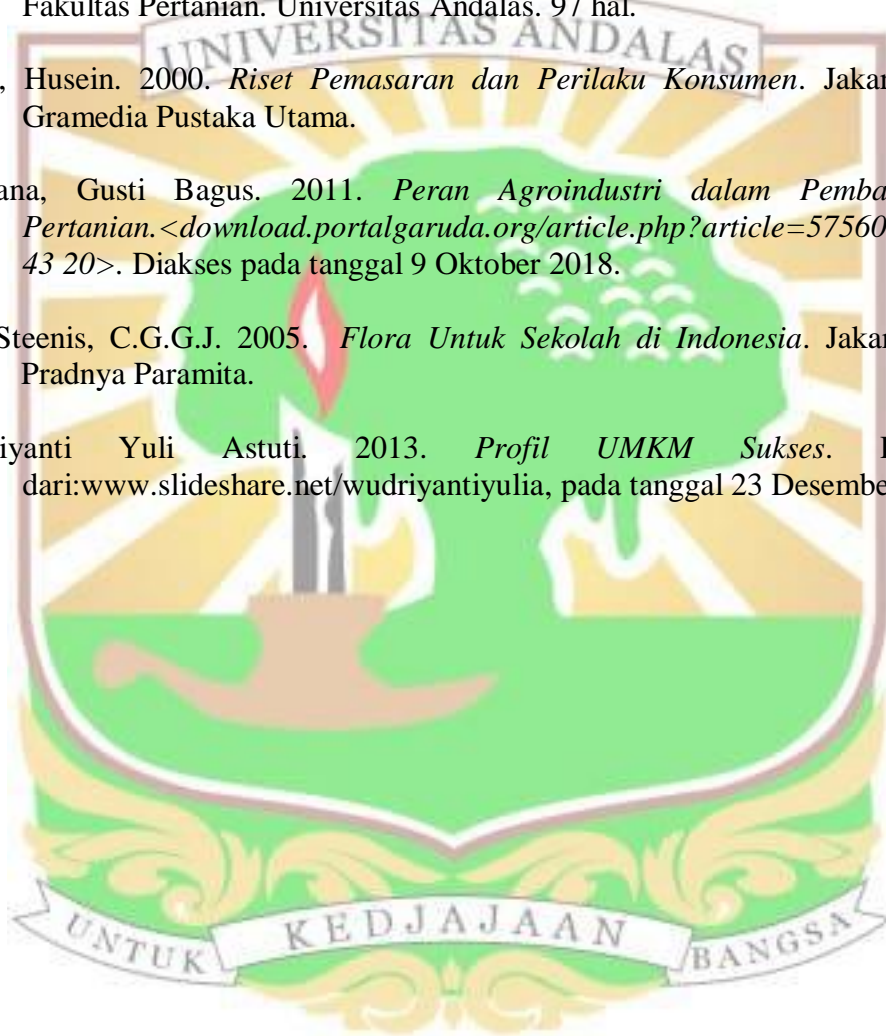 Fakultas Pertanian. Universitas Andalas. 97 hal.
UNIVERSITAS ANDALAS
, Husein. 2000. Riset Pemasaran dan Perilaku Konsumen. Jakar
Gramedia Pustaka Utama.
ana, Gusti Bagus. 2011. Peran Agroindustri dalam Pemba
Pertanian.<download.portalgaruda.org/article.php?article=57560
43 20>. Diakses pada tanggal 9 Oktober 2018.
Steenis, C.G.G.J. 2005. Flora Untuk Sekolah di Indonesia. Jakar
Pradnya Paramita.
iyanti Yuli Astuti. 2013. Profil UMKM Sukses.
dari:www.slideshare.net/wudriyantiyulia, pada tanggal 23 Desembe
UNTUK KEDJAJAAN BANGSA